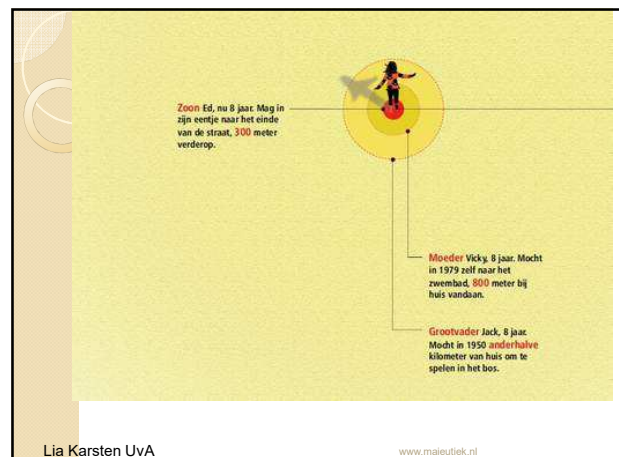 Zoon Ed, nu 8 jaar. Mag in
zijn eentje naar het einde
van de straat, 300 meter
verderop.
Moeder Vicky, 8 jaar. Mocht
in 1979 zelf naar het
zwembad, 800 meter bij
huis vandaan.
Grootvader Jack, 8 jaar.
Mocht in 1950 anderhalve
kilometer van huis om te
spelen in het bos.
Lia Karsten UvA
www.maieutiek.nl